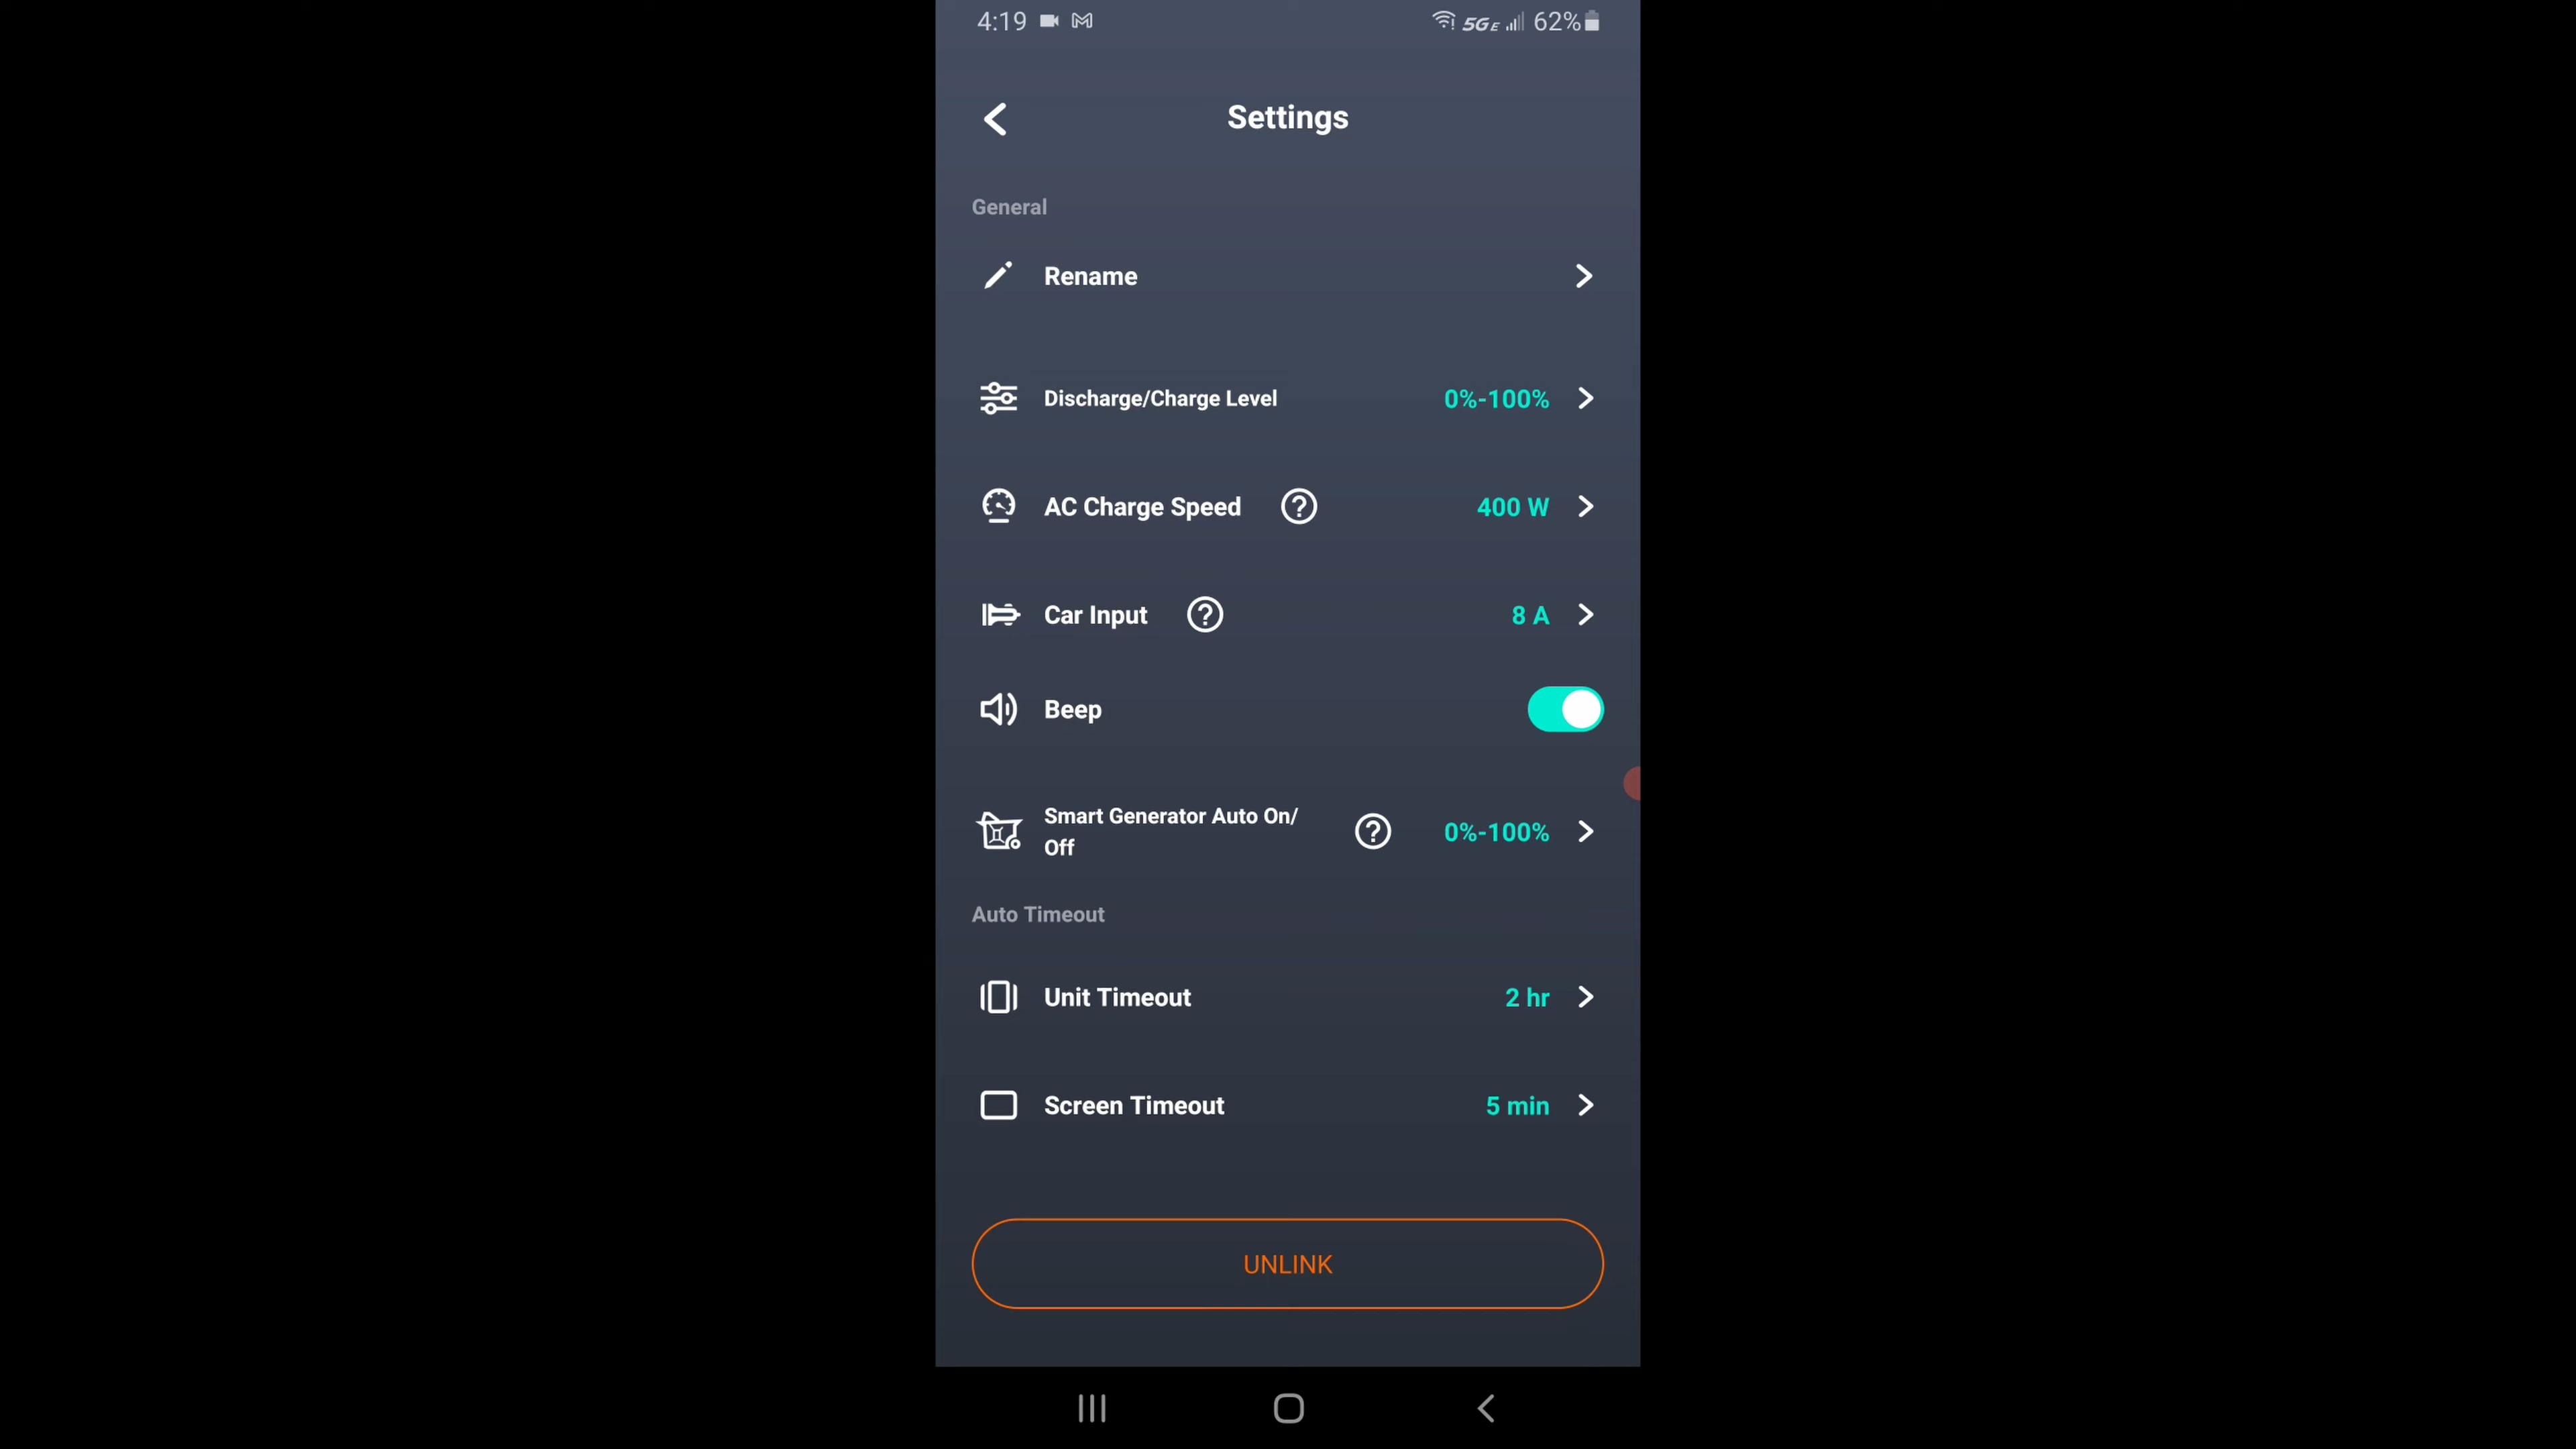 4:19 5GE 62%
Settings
General
Rename
Discharge/Charge Level 0%-100%
AC Charge Speed ? 400 W
Car Input ? 8 A
Beep
Smart Generator Auto On/
Off ? 0%-100%
Auto Timeout
Unit Timeout 2 hr
Screen Timeout 5 min
UNLINK